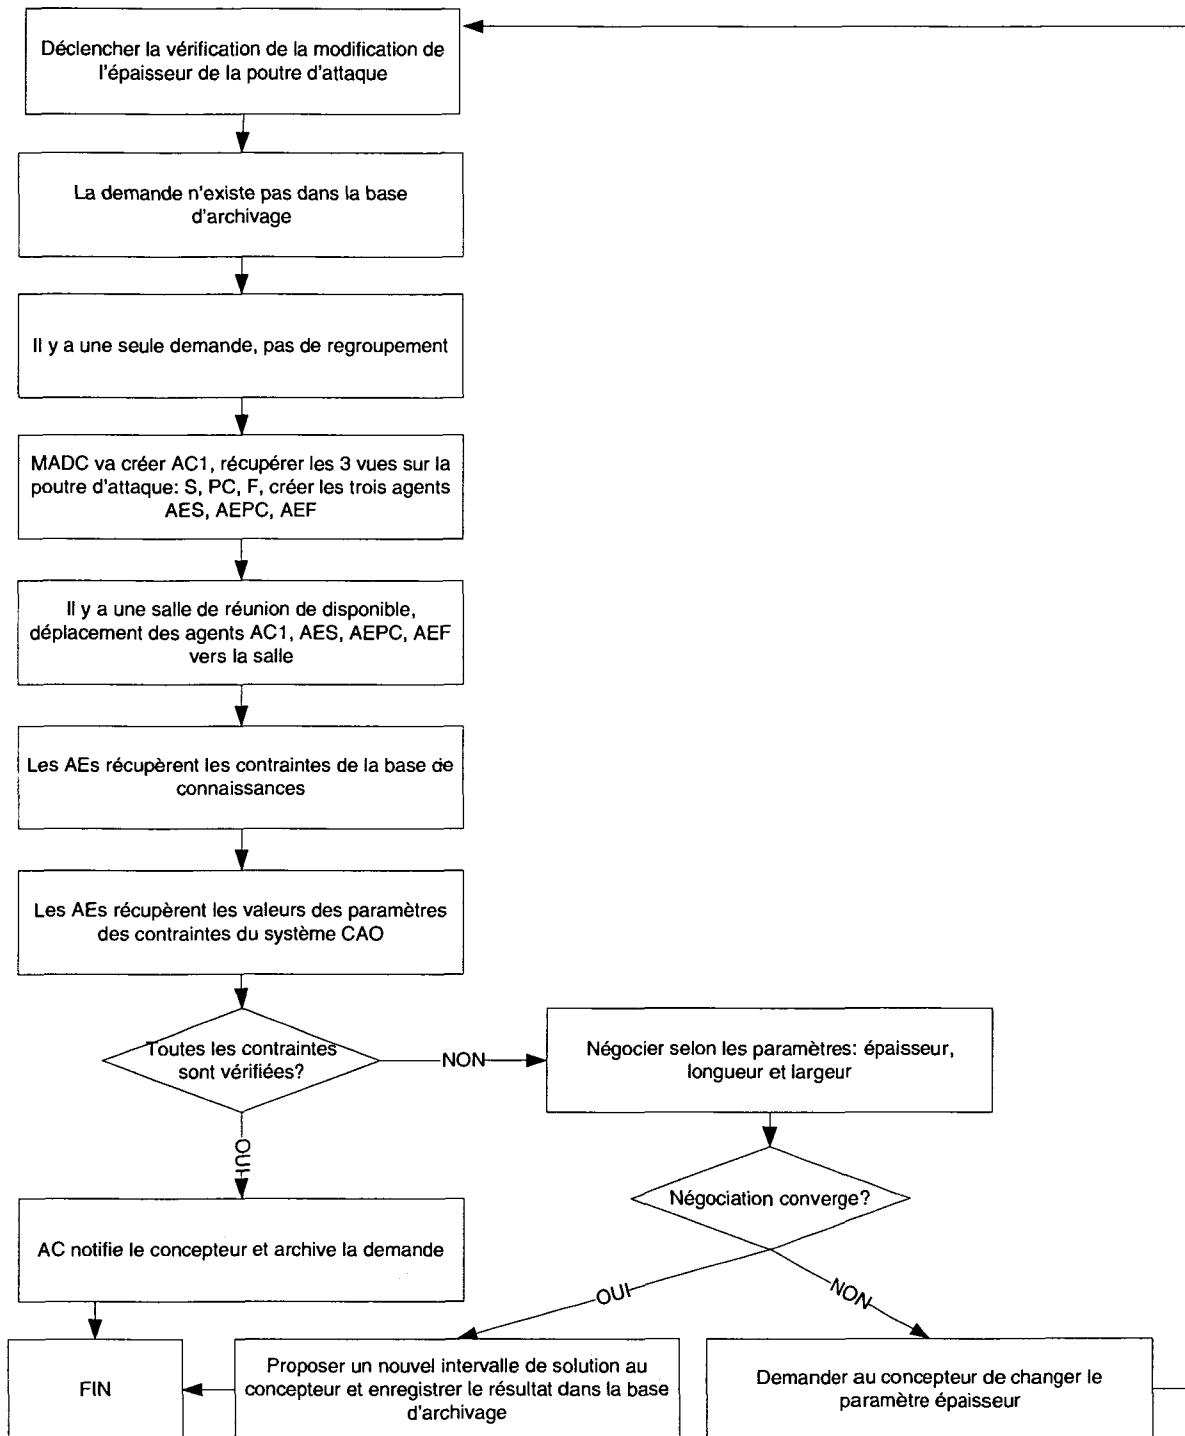 Déclencher la vérification de la modification de
l'épaisseur de la poutre d'attaque
La demande n'existe pas dans la base
d'archivage
Il y a une seule demande, pas de regroupement
MADC va créer AC1, récupérer les 3 vues sur la
poutre d'attaque: S, PC, F, créer les trois agents
AES, AEPC, AEF
Il y a une salle de réunion de disponible,
déplacement des agents AC1, AES, AEPC, AEF
vers la salle
Les AEs récupèrent les contraintes de la base de
connaissances
Les AEs récupèrent les valeurs des paramètres
des contraintes du système CAO
Toutes les contraintes
sont vérifiées?
NON
Négocier selon les paramètres: épaisseur,
longueur et largeur
OUI
Négociation converge?
AC notifie le concepteur et archive la demande
OUI
NON
FIN
Proposer un nouvel intervalle de solution au
concepteur et enregistrer le résultat dans la base
d'archivage
Demander au concepteur de changer le
paramètre épaisseur